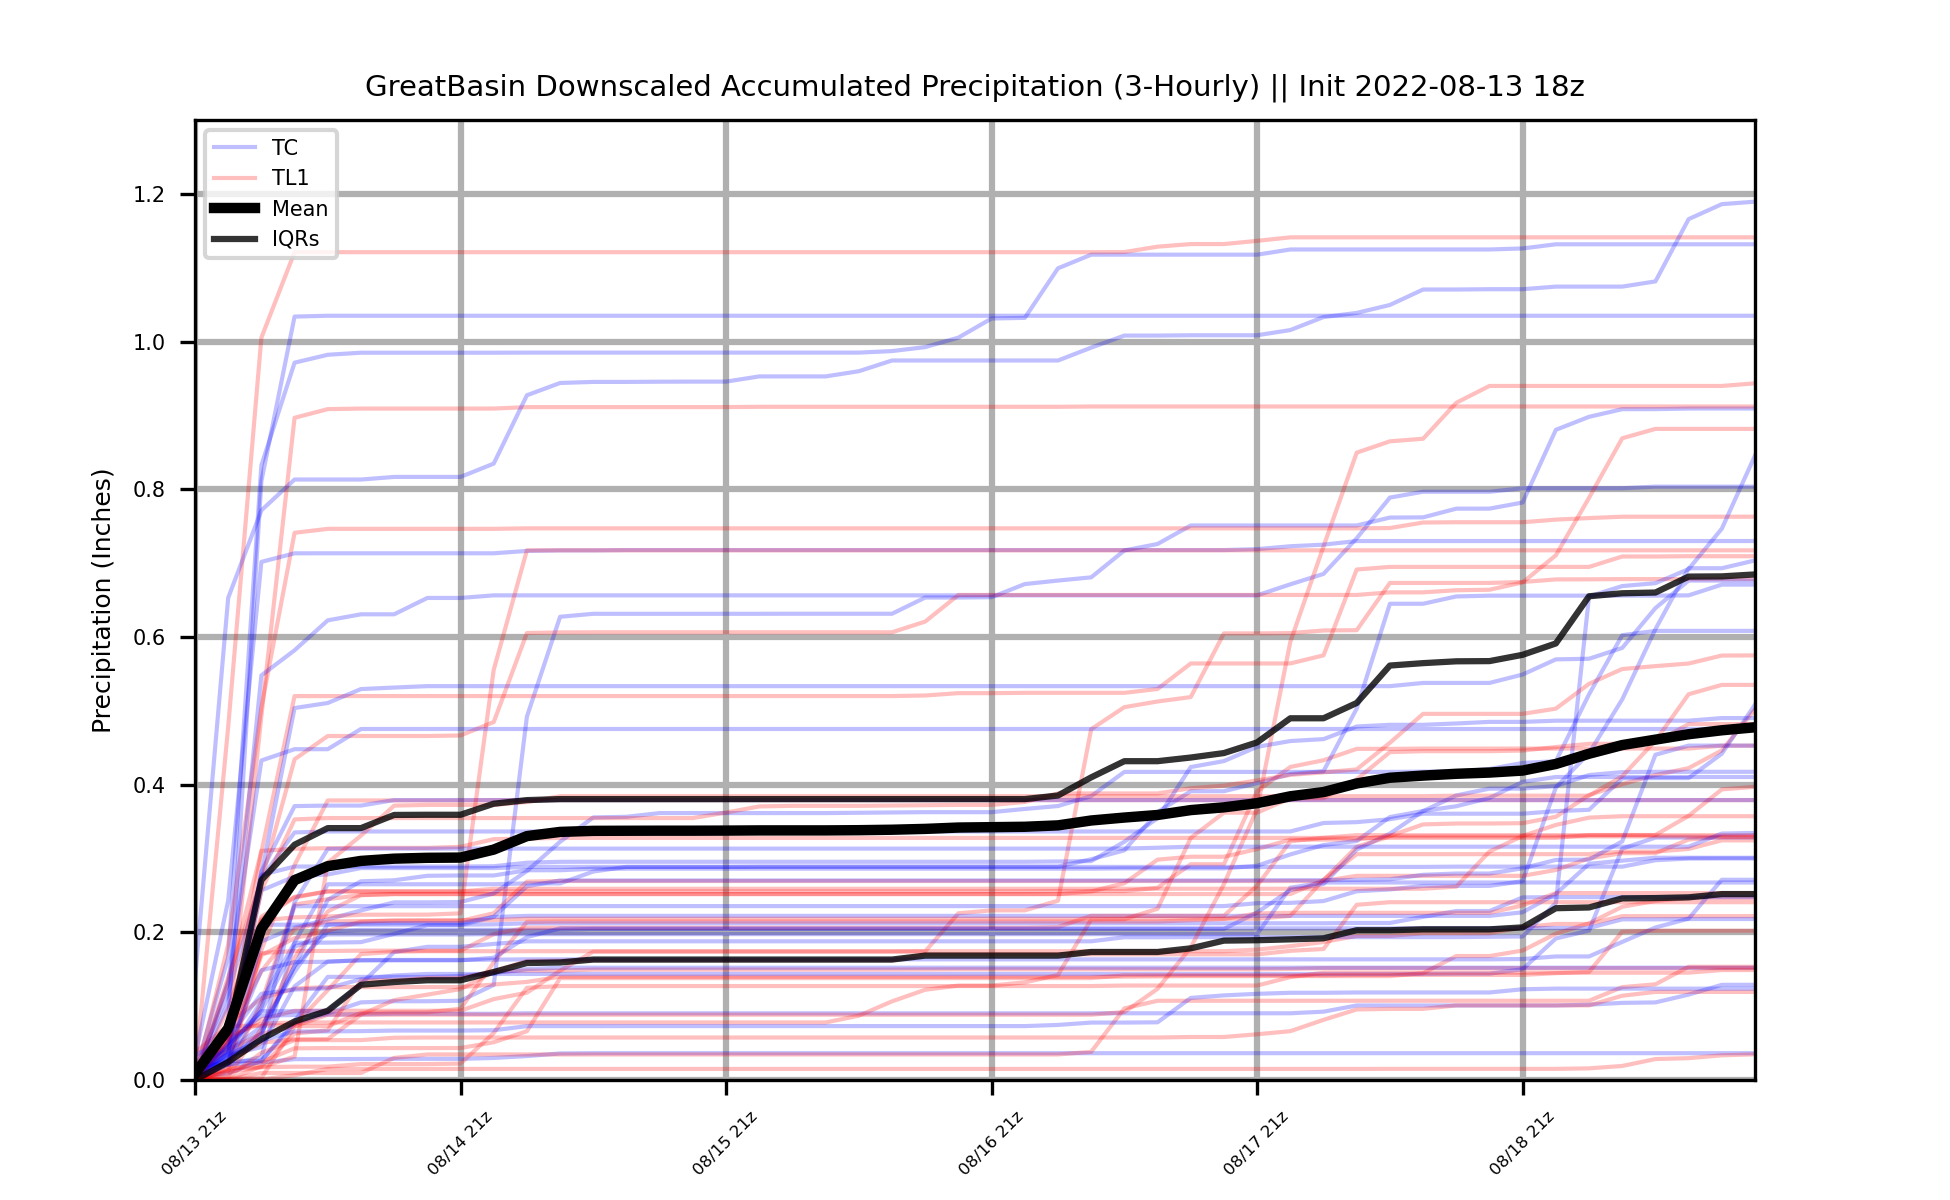 GreatBasin Downscaled Accumulated Precipitation (3-Hourly) || Init 2022-08-13 18z
TC
TL1
Mean
IQRs
Precipitation (Inches)
1.2
1.0
0.8
0.6
0.4
0.2
0.0
08/13 21z
08/14 21z
08/15 21z
08/16 21z
08/17 21z
08/18 21z